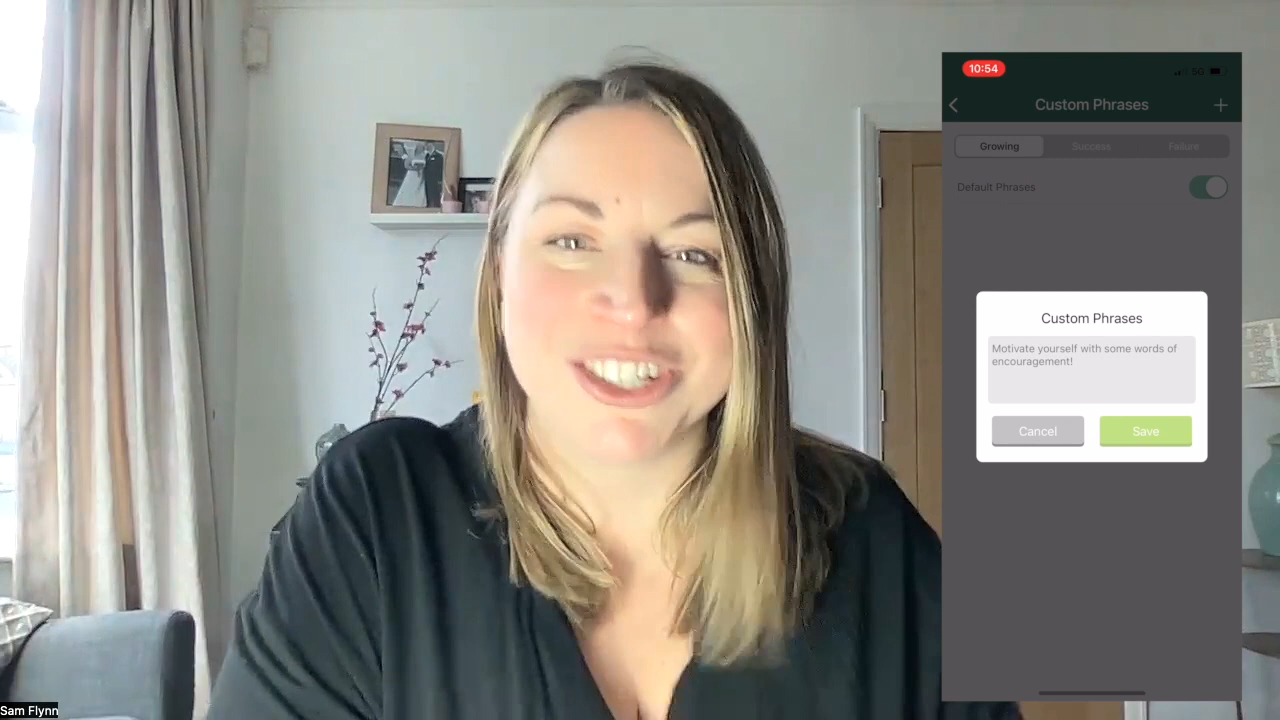 10:54
5G
Custom Phrases
Growing
Success
Failure
Default Phrases
Custom Phrases
Motivate yourself with some words of
encouragement!
Cancel
Save
Sam Flynn